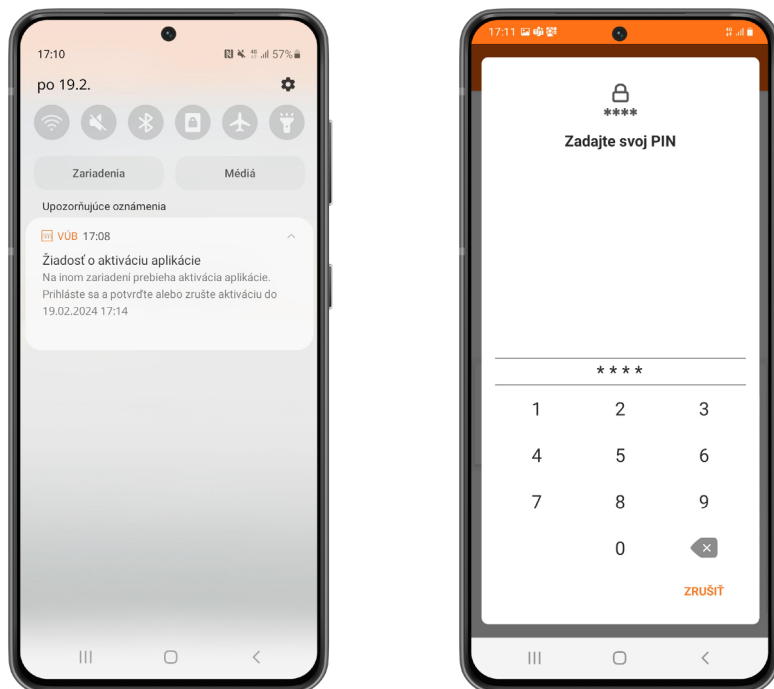 17:10
57%
po 19.2.
Zariadenia
Médiá
Upozorňujúce oznámenia
VÚB 17:08
Žiadosť o aktiváciu aplikácie
Na inom zariadení prebieha aktivácia aplikácie.
Prihláste sa a potvrďte alebo zrušte aktiváciu do
19.02.2024 17:14
17:11
****
Zadajte svoj PIN
* * * *
1 2 3
4 5 6
7 8 9
0
ZRUŠIŤ